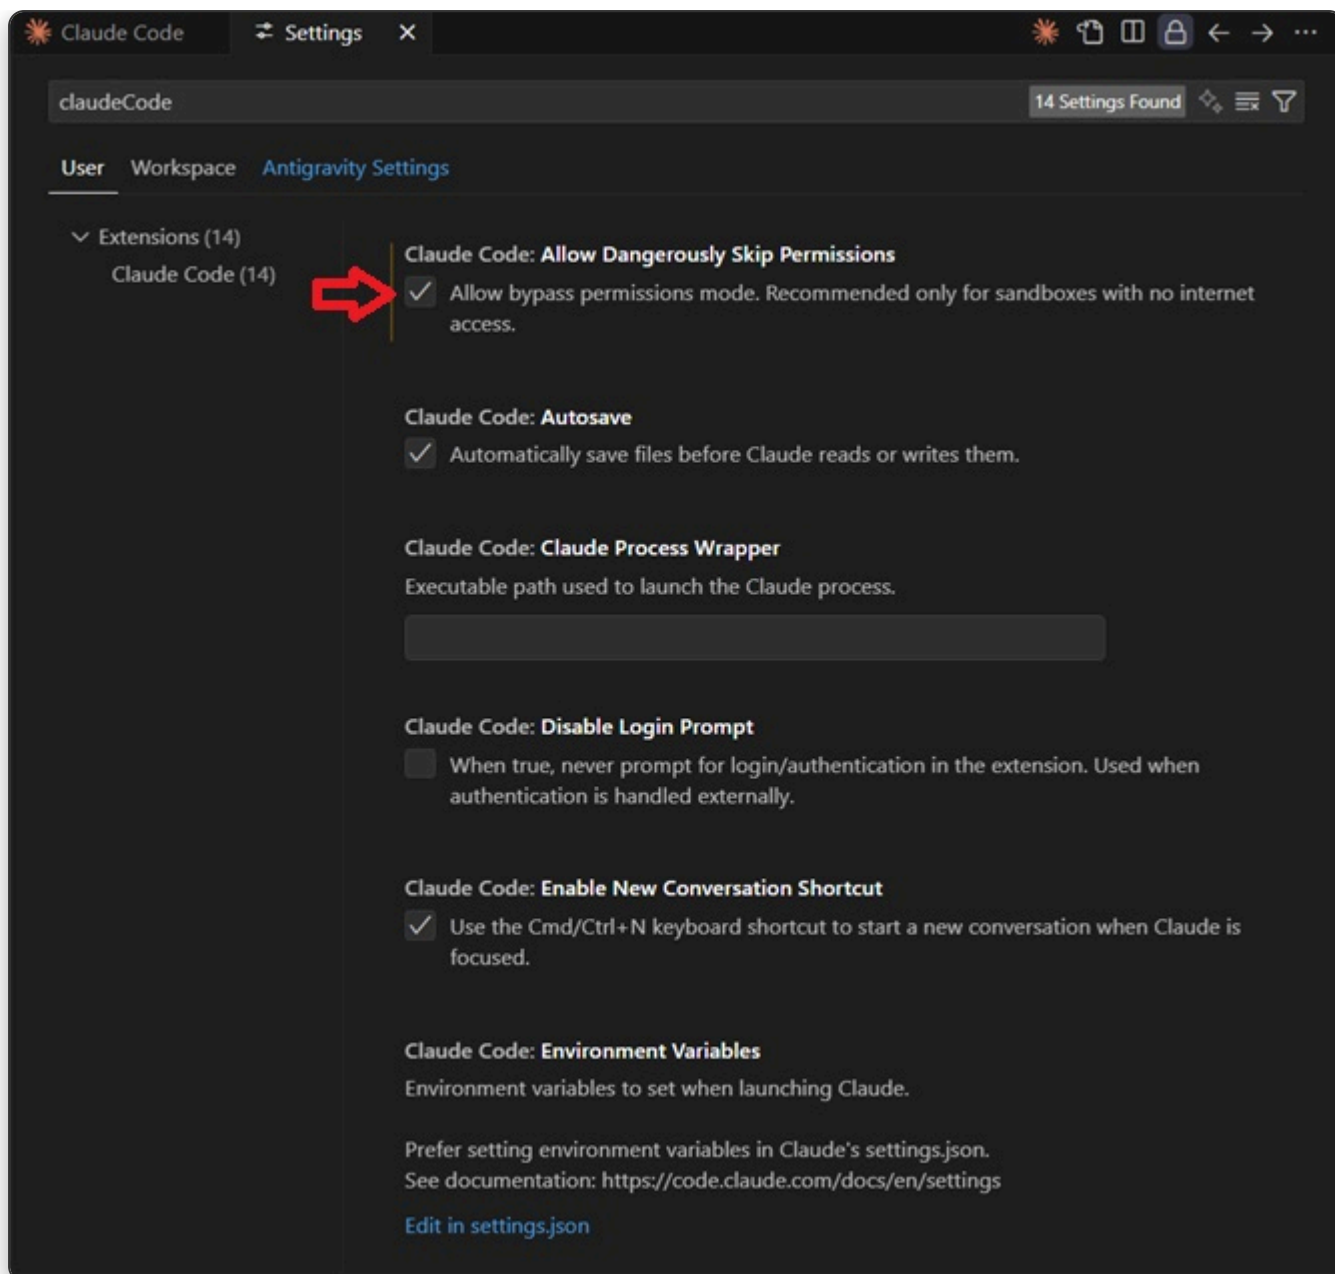 Claude Code
Settings
claudeCode
14 Settings Found
User
Workspace
Antigravity Settings
Extensions (14)
Claude Code (14)
Claude Code: Allow Dangerously Skip Permissions
Allow bypass permissions mode. Recommended only for sandboxes with no internet
access.
Claude Code: Autosave
Automatically save files before Claude reads or writes them.
Claude Code: Claude Process Wrapper
Executable path used to launch the Claude process.
Claude Code: Disable Login Prompt
When true, never prompt for login/authentication in the extension. Used when
authentication is handled externally.
Claude Code: Enable New Conversation Shortcut
Use the Cmd/Ctrl+N keyboard shortcut to start a new conversation when Claude is
focused.
Claude Code: Environment Variables
Environment variables to set when launching Claude.
Prefer setting environment variables in Claude's settings.json.
See documentation: https://code.claude.com/docs/en/settings
Edit in settings.json